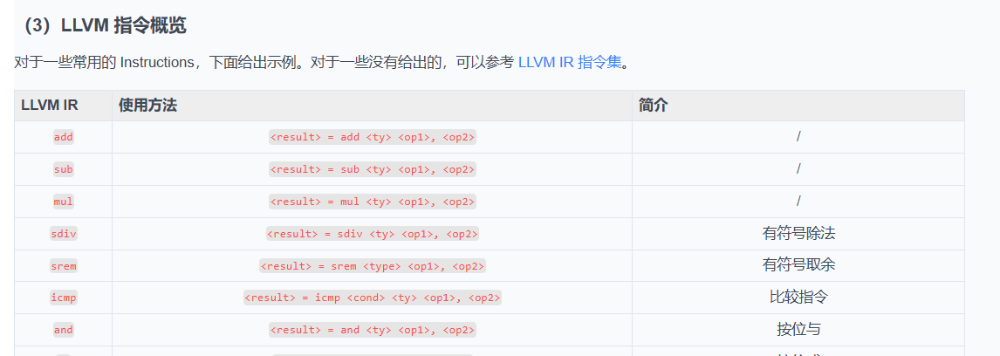 （3）LLVM 指令概览
对于一些常用的 Instructions，下面给出示例。对于一些没有给出的，可以参考 LLVM IR 指令集。
LLVM IR 使用方法 简介
add <result> = add <ty> <op1>, <op2> /
sub <result> = sub <ty> <op1>, <op2> /
mul <result> = mul <ty> <op1>, <op2> /
sdiv <result> = sdiv <ty> <op1>, <op2> 有符号除法
srem <result> = srem <type> <op1>, <op2> 有符号取余
icmp <result> = icmp <cond> <ty> <op1>, <op2> 比较指令
and <result> = and <ty> <op1>, <op2> 按位与